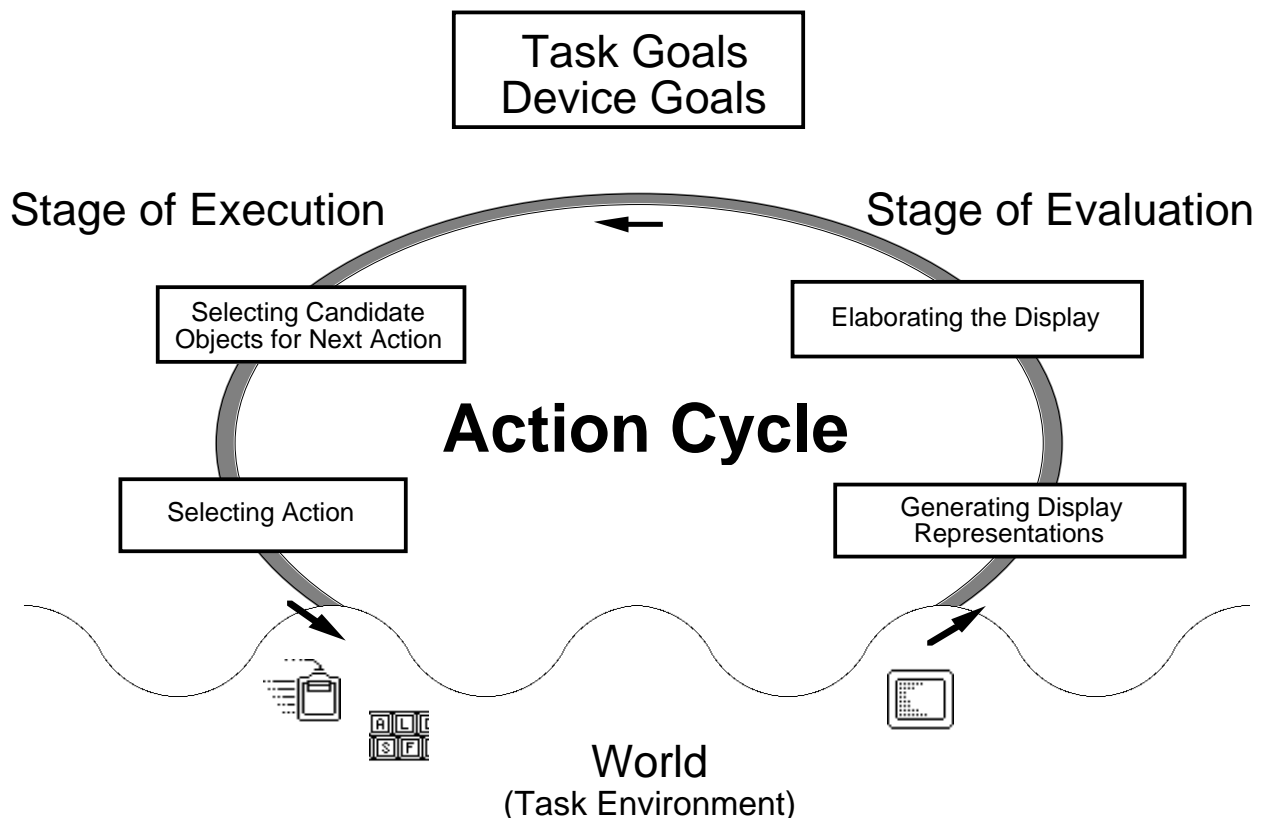 Task Goals
Device Goals
Stage of Execution
Stage of Evaluation
Selecting Candidate
Objects for Next Action
Elaborating the Display
Action Cycle
Selecting Action
Generating Display
Representations
A L
S F
World
(Task Environment)